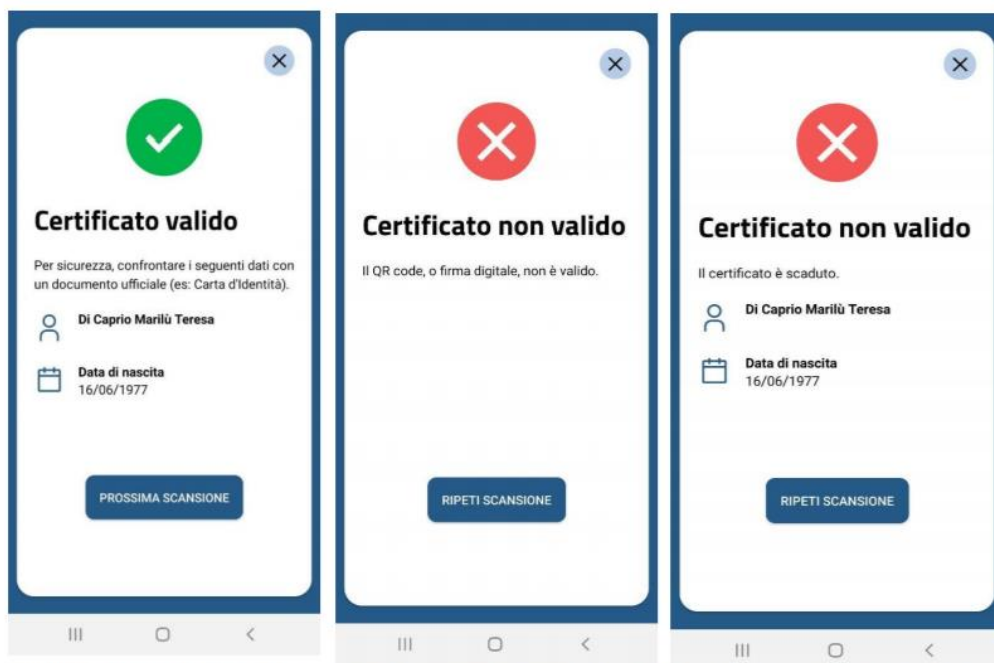 Certificato valido
Per sicurezza, confrontare i seguenti dati con
un documento ufficiale (es: Carta d'Identità).
Di Caprio Marilù Teresa
Data di nascita
16/06/1977
PROSSIMA SCANSIONE
Certificato non valido
Il QR code, o firma digitale, non è valido.
RIPETI SCANSIONE
Certificato non valido
Il certificato è scaduto.
Di Caprio Marilù Teresa
Data di nascita
16/06/1977
RIPETI SCANSIONE